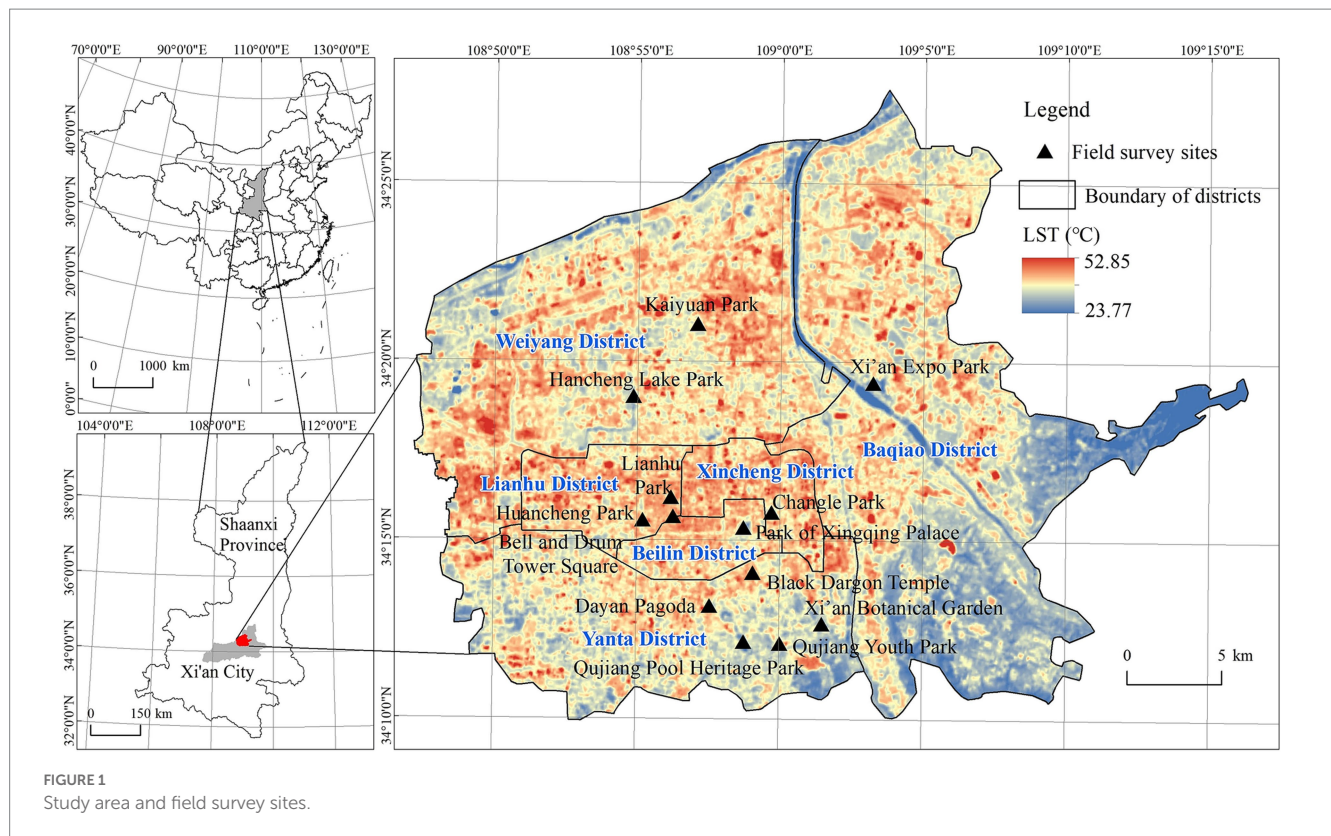 70°0'0"E
90°0'0"E
110°0'0"E
130°0'0"E
40°0'0"N
30°0'0"N
20°0'0"N
10°0'0"N
0°0'0"
0
1000 km
104°0'0"E
108°0'0"E
112°0'0"E
38°0'0"N
36°0'0"N
34°0'0"N
32°0'0"N
Shaanxi
Province
Xi'an City
0
150 km
108°50'0"E
108°55'0"E
109°0'0"E
109°5'0"E
109°10'0"E
109°15'0"E
34°25'0"N
34°20'0"N
34°15'0"N
34°10'0"N
Legend
Field survey sites
Boundary of districts
LST (°C)
52.85
23.77
Kaiyuan Park
Weiyang District
Xi’an Expo Park
Hancheng Lake Park
Baqiao District
Lianhu
Park
Xincheng District
Lianhu District
Changle Park
Huancheng Park
Park of Xingqing Palace
Bell and Drum
Tower Square
Beilin District
Black Dargon Temple
Dayan Pagoda
Xi’an Botanical Garden
Yanta District
Qujiang Youth Park
Qujiang Pool Heritage Park
0
5 km
FIGURE 1
Study area and field survey sites.